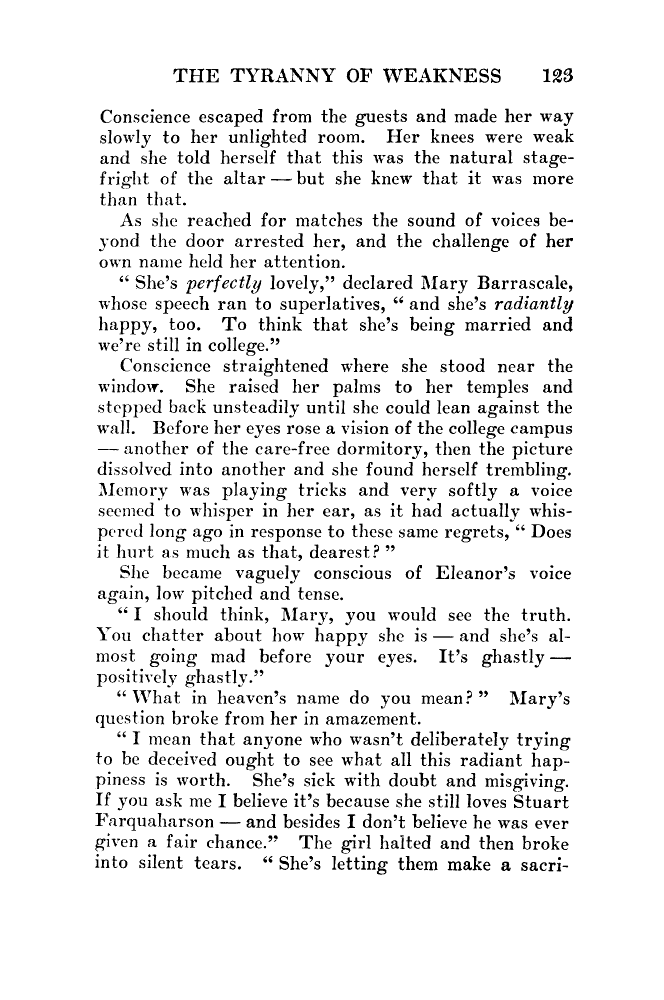 THE TYRANNY OF WEAKNESS 123
Conscience escaped from the guests and made her way
slowly to her unlighted room. Her knees were weak
and she told herself that this was the natural stage-
fright of the altar — but she knew that it was more
than that.
As she reached for matches the sound of voices be-
yond the door arrested her, and the challenge of her
own name held her attention.
“ She's perfectly lovely,” declared Mary Barrascale,
whose speech ran to superlatives, “ and she's radiantly
happy, too. To think that she's being married and
we're still in college.”
Conscience straightened where she stood near the
window. She raised her palms to her temples and
stepped back unsteadily until she could lean against the
wall. Before her eyes rose a vision of the college campus
— another of the care-free dormitory, then the picture
dissolved into another and she found herself trembling.
Memory was playing tricks and very softly a voice
seemed to whisper in her ear, as it had actually whis-
pered long ago in response to these same regrets, “ Does
it hurt as much as that, dearest? ”
She became vaguely conscious of Eleanor's voice
again, low pitched and tense.
“ I should think, Mary, you would see the truth.
You chatter about how happy she is — and she's al-
most going mad before your eyes. It's ghastly —
positively ghastly.”
“ What in heaven's name do you mean? ” Mary's
question broke from her in amazement.
“ I mean that anyone who wasn't deliberately trying
to be deceived ought to see what all this radiant hap-
piness is worth. She's sick with doubt and misgiving.
If you ask me I believe it's because she still loves Stuart
Farquaharson — and besides I don't believe he was ever
given a fair chance.” The girl halted and then broke
into silent tears. “ She's letting them make a sacri-